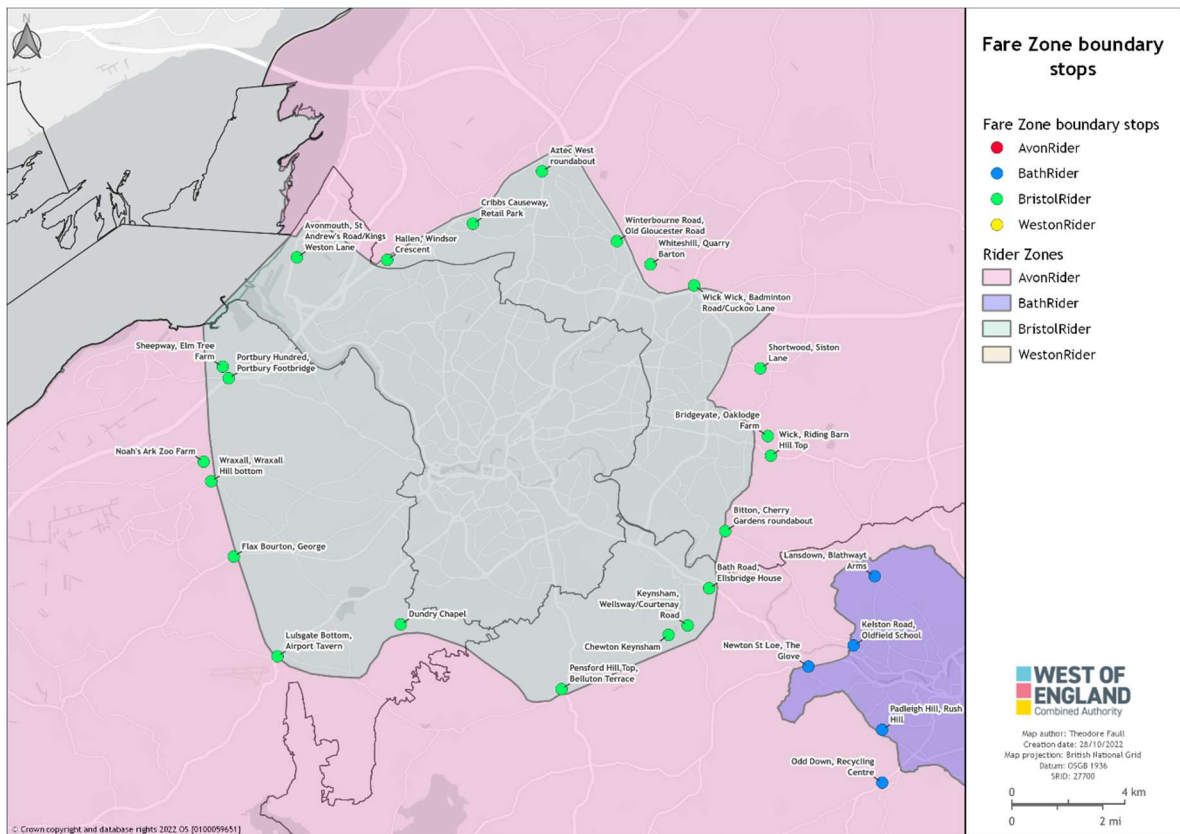 N
Aztec West
roundabout
Cribbs Causeway,
Retail Park
Avonmouth, St
Andrew's Road/Kings
Weston Lane
Hallen, Windsor
Crescent
Winterbourne Road,
Old Gloucester Road
Whiteshill, Quarry
Barton
Wick Wick, Badminton
Road/Cuckoo Lane
Sheepway, Elm Tree
Farm
Portbury Hundred,
Portbury Footbridge
Shortwood, Siston
Lane
Bridgeyate, Oaklodge
Farm
Wick, Riding Barn
Hill Top
Noah's Ark Zoo Farm
Wraxall, Wraxall
Hill bottom
Bitton, Cherry
Gardens roundabout
Flax Bourton, George
Lansdown, Blathwayt
Arms
Bath Road,
Ellsbridge House
Keynsham,
Wellsway/Courtenay
Road
Dundry Chapel
Chewton Keynsham
Kelston Road,
Oldfield School
Lulsgate Bottom,
Airport Tavern
Newton St Loe, The
Glove
Pensford Hill Top,
Belluton Terrace
Padleigh Hill, Rush
Hill
Odd Down, Recycling
Centre
© Crown copyright and database rights 2022 OS [0100059651]
Fare Zone boundary
stops
Fare Zone boundary stops
AvonRider
BathRider
BristolRider
WestonRider
Rider Zones
AvonRider
BathRider
BristolRider
WestonRider
WEST OF
ENGLAND
Combined Authority
Map author: Theodore Faull
Creation date: 28/10/2022
Map projection: British National Grid
Datum: OSGB 1936
SRID: 27700
0 4 km
0 2 mi